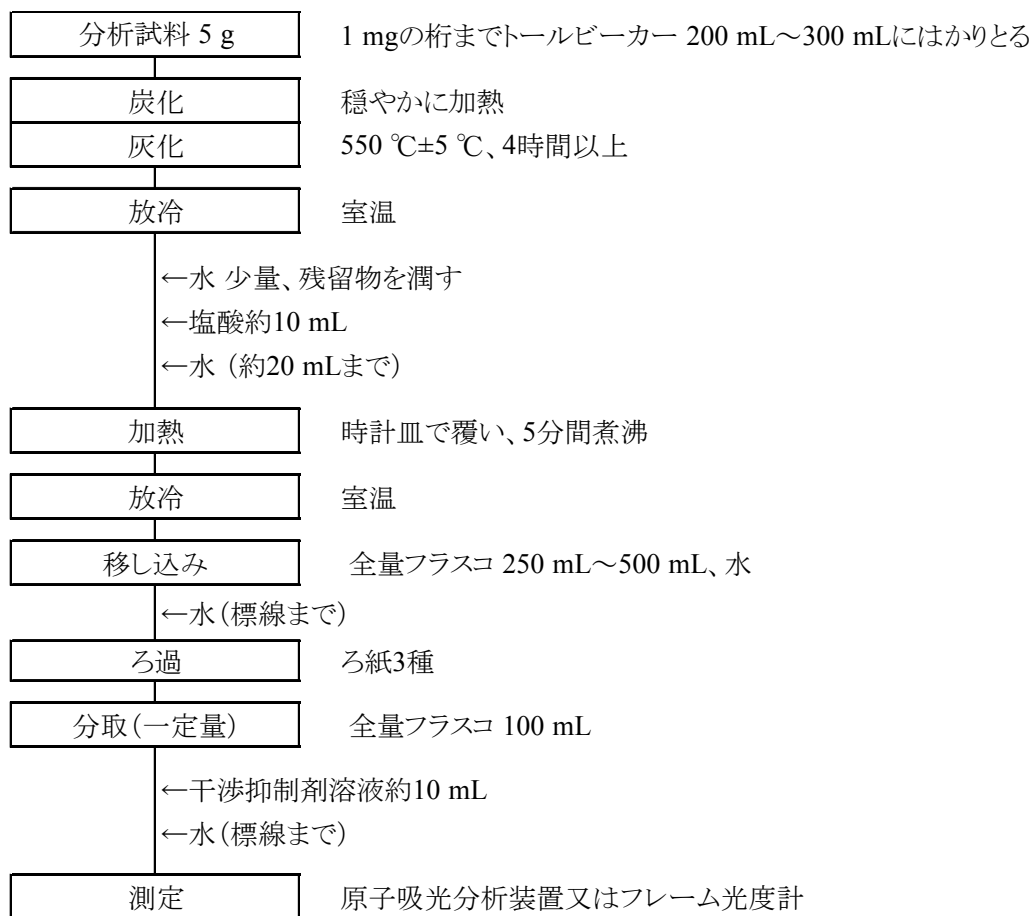 分析試料 5 g 1 mgの桁までトールビーカー 200 mL～300 mLにはかりとる
炭化 穏やかに加熱
灰化 550 ℃±5 ℃、4時間以上
放冷 室温
←水 少量、残留物を潤す
←塩酸約10 mL
←水（約20 mLまで）
加熱 時計皿で覆い、5分間煮沸
放冷 室温
移し込み 全量フラスコ 250 mL～500 mL、水
←水（標線まで）
ろ過 ろ紙3種
分取（一定量） 全量フラスコ 100 mL
←干渉抑制剤溶液約10 mL
←水（標線まで）
測定 原子吸光分析装置又はフレーム光度計